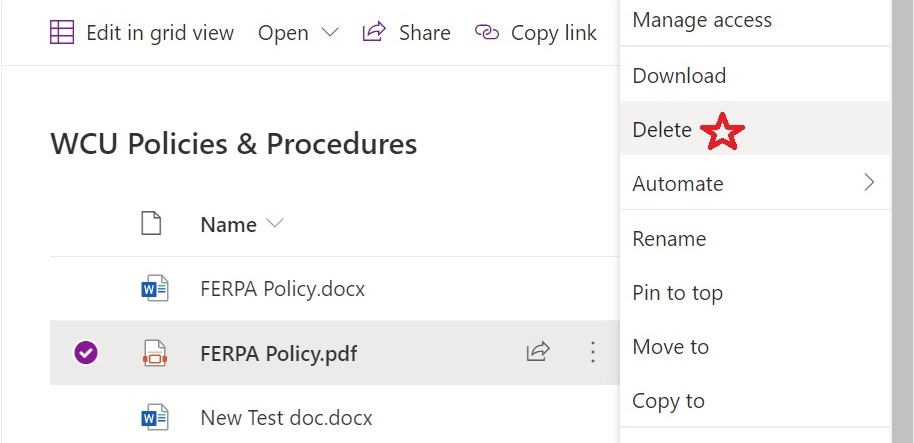 Edit in grid view Open Share Copy link
WCU Policies & Procedures
Name
FERPA Policy.docx
FERPA Policy.pdf
New Test doc.docx
Manage access
Download
Delete
Automate
Rename
Pin to top
Move to
Copy to